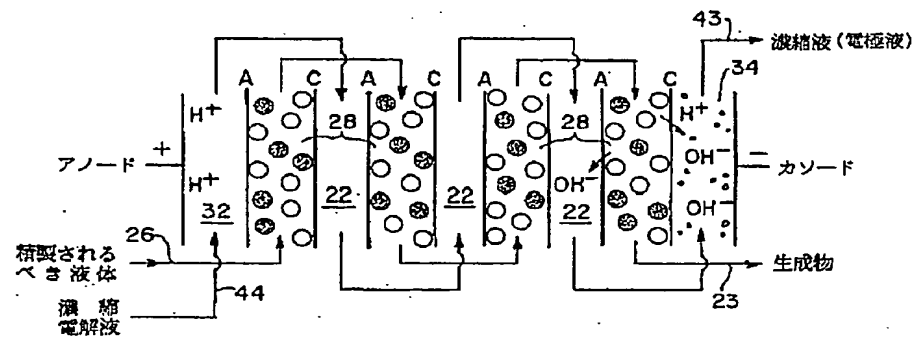 43
濃縮液(電極液)
34
A
C
A
C
A
C
A
C
H+
H+
28
28
OH⁻
OH⁻
OH⁻
アノード
+
H+
−
カソード
32
22
22
22
26
精製される
べき液体
44
濃縮
電解液
23
生成物